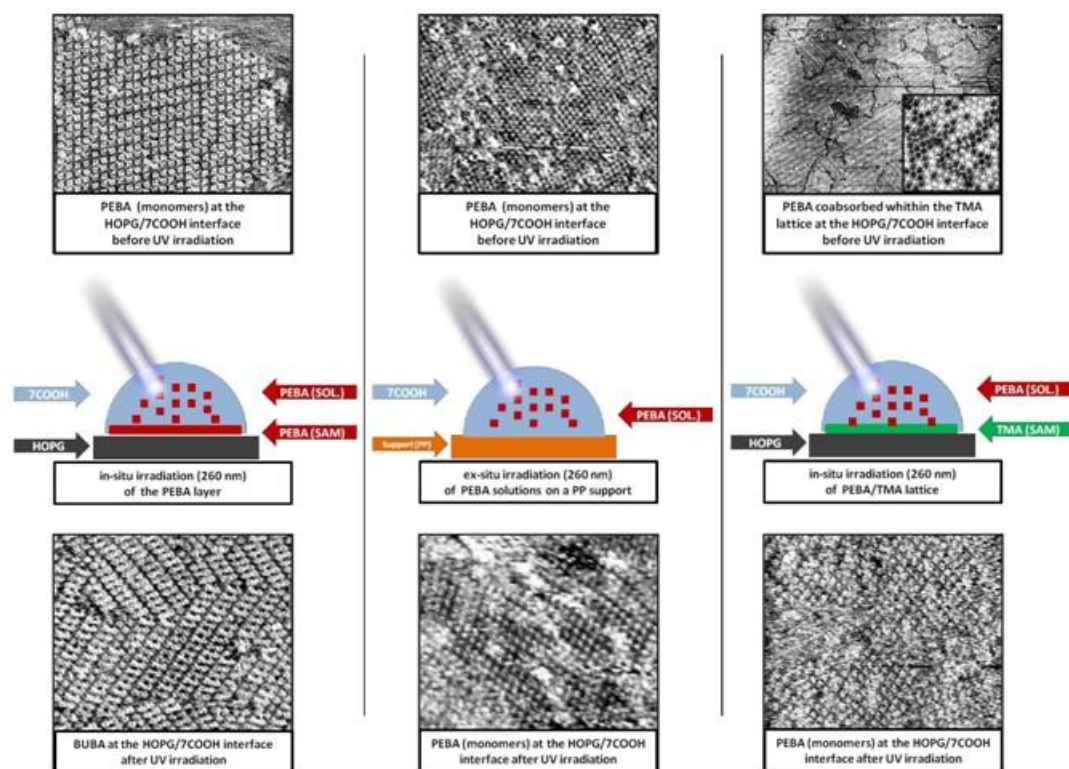 PEBA (monomers) at the
HOPG/7COOH interface
before UV irradiation
PEBA (monomers) at the
HOPG/7COOH interface
before UV irradiation
PEBA coabsorbed whithin the TMA
lattice at the HOPG/7COOH interface
before UV irradiation
7COOH
PEBA (SOL.)
HOPG
PEBA (SAM)
in-situ irradiation (260 nm)
of the PEBA layer
7COOH
PEBA (SOL.)
Support (PP)
ex-situ irradiation (260 nm)
of PEBA solutions on a PP support
7COOH
PEBA (SOL.)
HOPG
TMA (SAM)
in-situ irradiation (260 nm)
of PEBA/TMA lattice
BUBA at the HOPG/7COOH interface
after UV irradiation
PEBA (monomers) at the HOPG/7COOH
interface after UV irradiation
PEBA (monomers) at the HOPG/7COOH
interface after UV irradiation